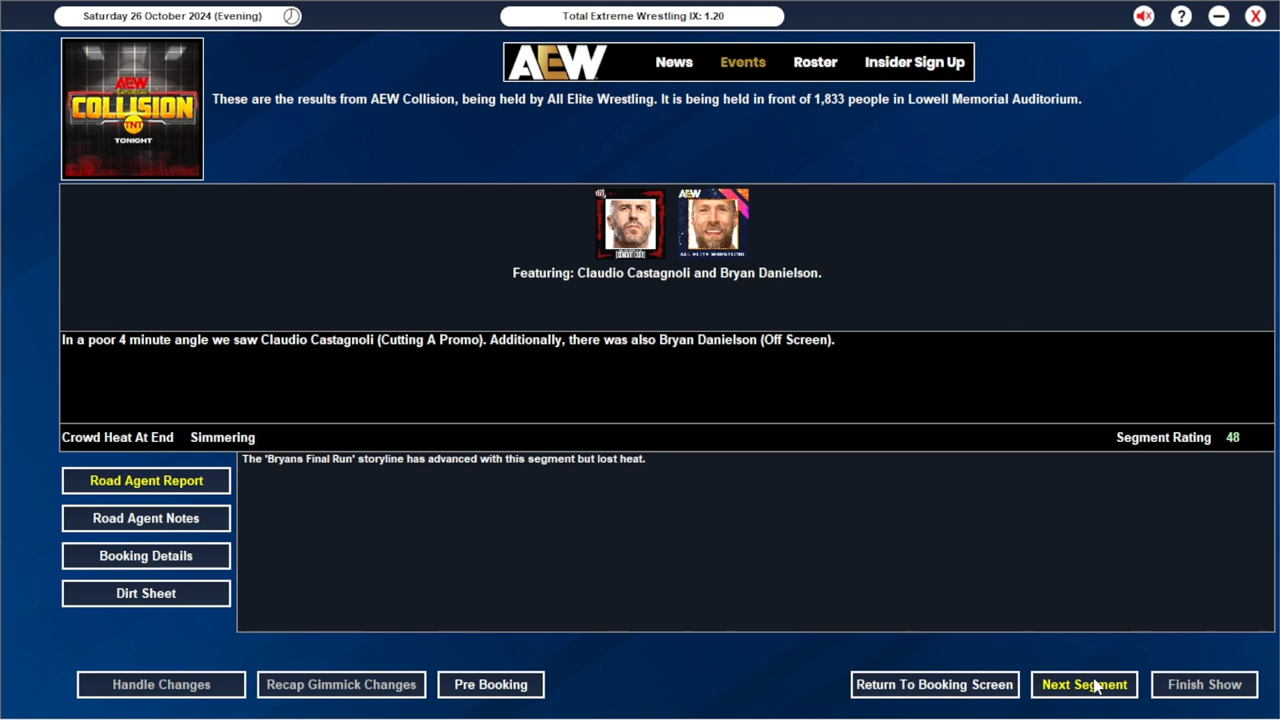 Saturday 26 October 2024 (Evening)
Total Extreme Wrestling IX: 1.20
?
X
AEW
COLLISION
TNT
TONIGHT
AEW
News
Events
Roster
Insider Sign Up
These are the results from AEW Collision, being held by All Elite Wrestling. It is being held in front of 1,833 people in Lowell Memorial Auditorium.
AEW
ALL ELITE WRESTLING
Featuring: Claudio Castagnoli and Bryan Danielson.
In a poor 4 minute angle we saw Claudio Castagnoli (Cutting A Promo). Additionally, there was also Bryan Danielson (Off Screen).
Crowd Heat At End Simmering
Segment Rating 48
The 'Bryans Final Run' storyline has advanced with this segment but lost heat.
Road Agent Report
Road Agent Notes
Booking Details
Dirt Sheet
Handle Changes
Recap Gimmick Changes
Pre Booking
Return To Booking Screen
Next Segment
Finish Show